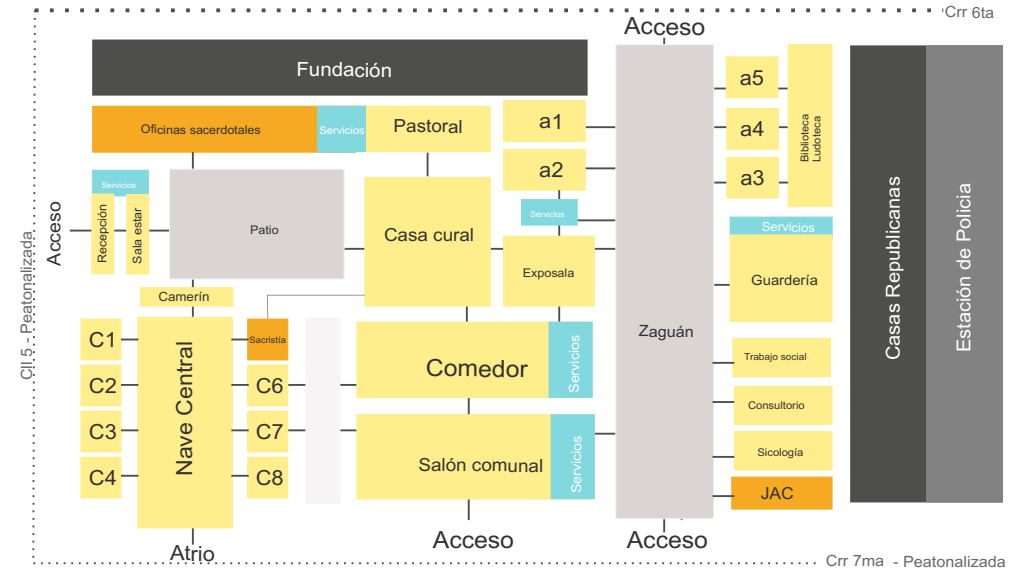 Crr 6ta
Acceso
Fundación
a5
Biblioteca
Ludoteca
Oficinas sacerdotales
Servicios
Pastoral
a1
a4
a2
a3
Servicios
Acceso
Recepción
Sala estar
Patio
Casa cural
Servicios
Exposala
Servicios
Guardería
Casas Republicanas
Estación de Policia
Cll 5 - Peatonalizada
Camerín
C1
Nave Central
Sacristía
Zaguán
Comedor
Servicios
Trabajo social
C2
C6
Consultorio
C3
C7
Salón comunal
Servicios
Sicología
C4
C8
JAC
Atrio
Acceso
Acceso
Crr 7ma - Peatonalizada